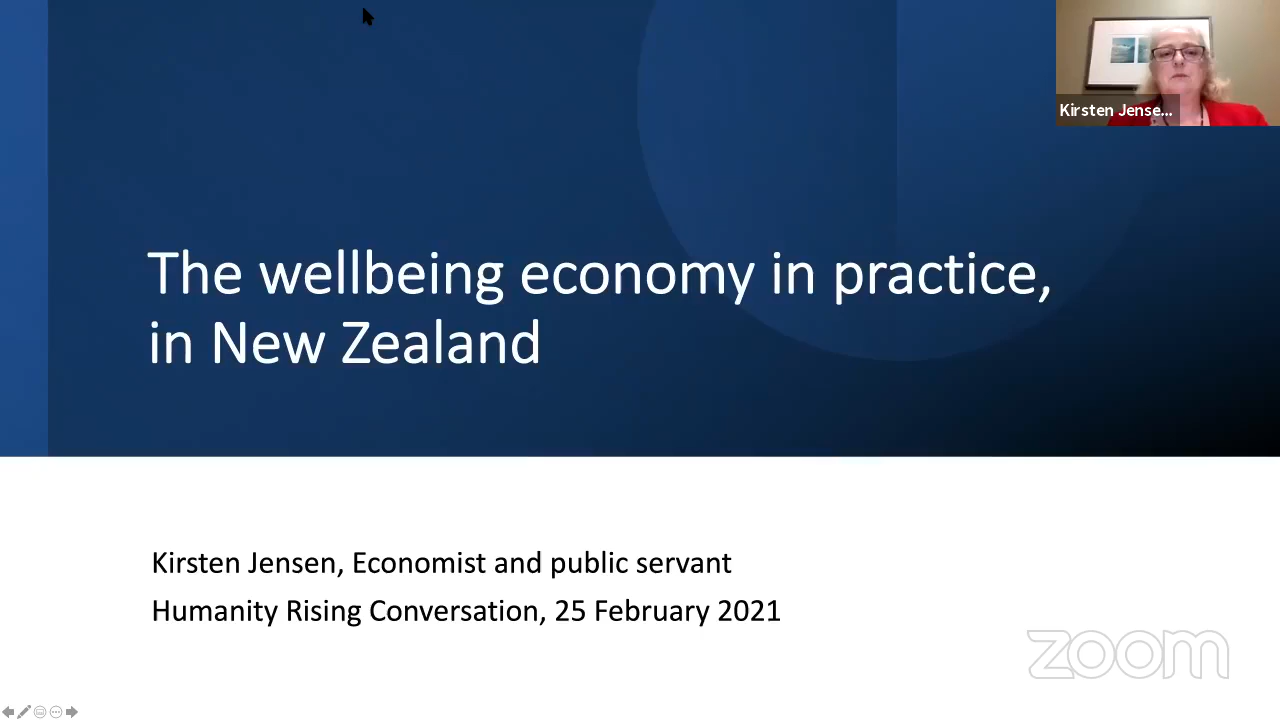 Kirsten Jense...
The wellbeing economy in practice,
in New Zealand
Kirsten Jensen, Economist and public servant
Humanity Rising Conversation, 25 February 2021
zoom